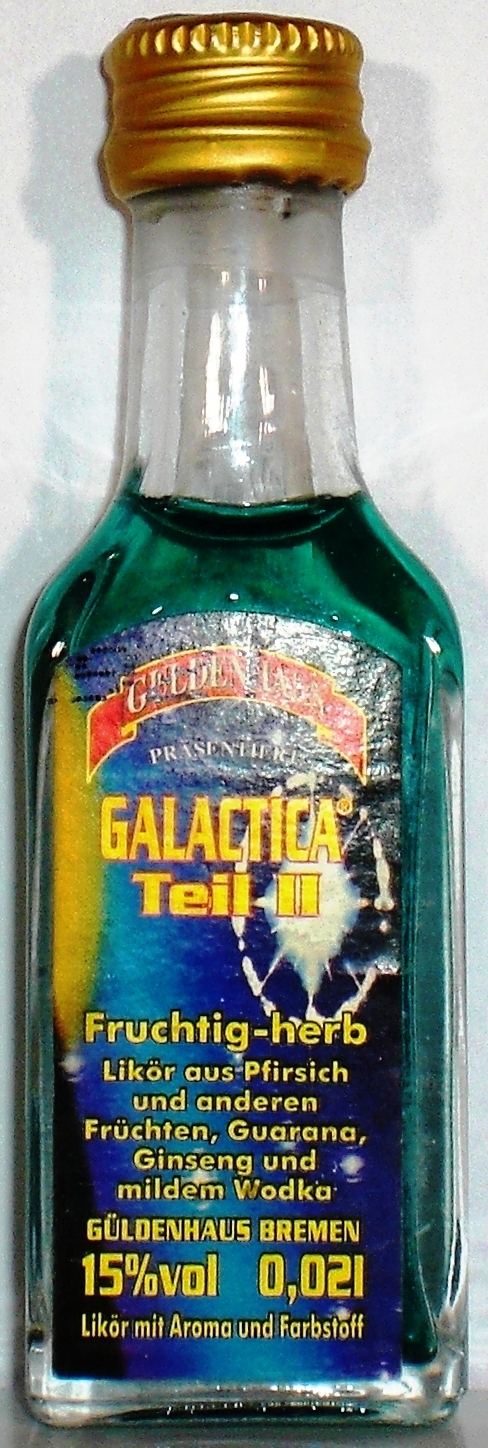 PRÄSENTIERT
GALACTICA®
Teil II
Fruchtig-herb
Likör aus Pfirsich
und anderen
Früchten, Guarana,
Ginseng und
mildem Wodka
GÜLDENHAUS BREMEN
15%vol 0,02l
Likör mit Aroma und Farbstoff